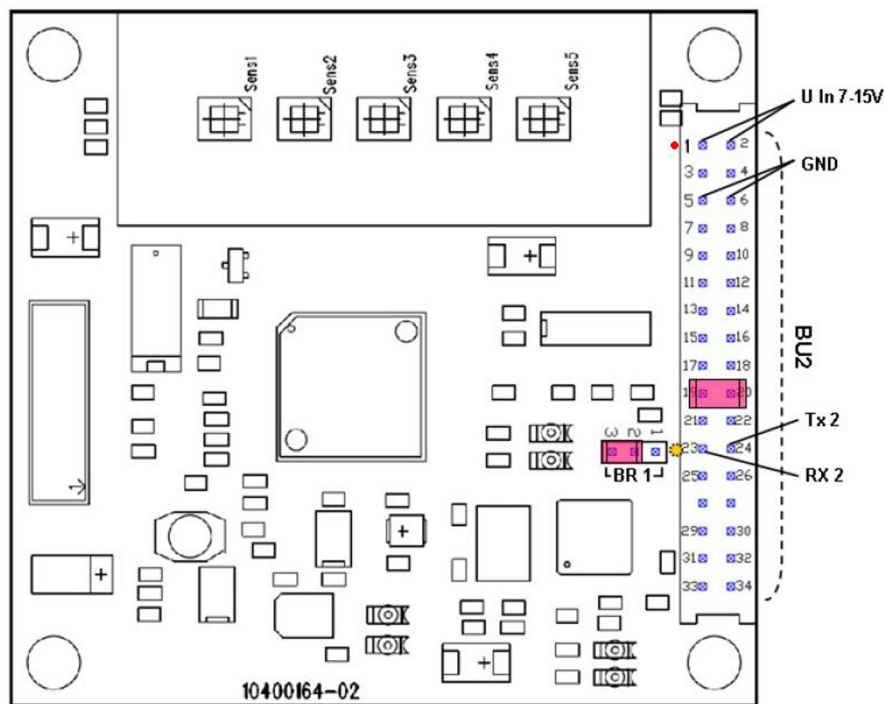 Sens1 Sens2 Sens3 Sens4 Sens5
U In 7-15V
GND
1 2
3 4
5 6
7 8
9 10
11 12
13 14
15 16
17 18
19 20
21 22
23 24
25 26
29 30
31 32
33 34
BU2
Tx 2
RX 2
3 2 1
BR 1
10400164-02